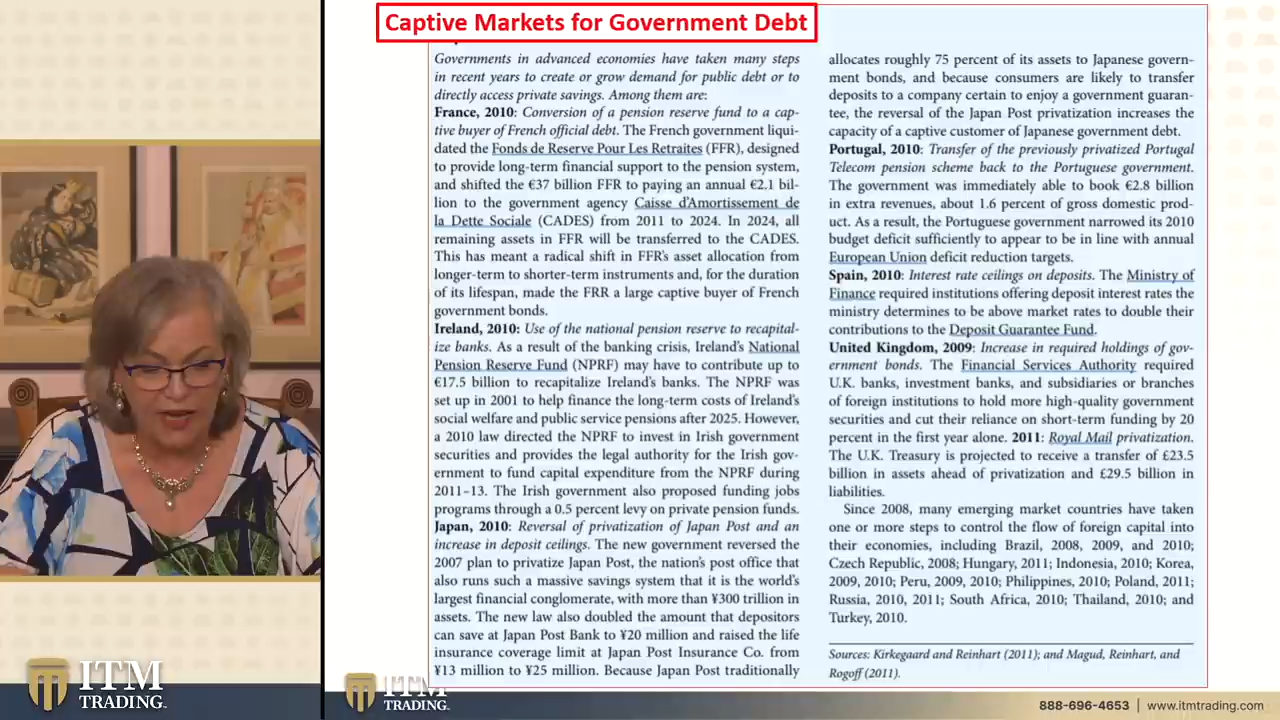 Captive Markets for Government Debt
Governments in advanced economies have taken many steps
in recent years to create or grow demand for public debt or to
directly access private savings. Among them are:
France, 2010: Conversion of a pension reserve fund to a cap-
tive buyer of French official debt. The French government liqui-
dated the Fonds de Reserve Pour Les Retraites (FFR), designed
to provide long-term financial support to the pension system,
and shifted the €37 billion FFR to paying an annual €2.1 bil-
lion to the government agency Caisse d'Amortissement de
la Dette Sociale (CADES) from 2011 to 2024. In 2024, all
remaining assets in FFR will be transferred to the CADES.
This has meant a radical shift in FFR's asset allocation from
longer-term to shorter-term instruments and, for the duration
of its lifespan, made the FRR a large captive buyer of French
government bonds.
Ireland, 2010: Use of the national pension reserve to recapital-
ize banks. As a result of the banking crisis, Ireland's National
Pension Reserve Fund (NPRF) may have to contribute up to
€17.5 billion to recapitalize Ireland's banks. The NPRF was
set up in 2001 to help finance the long-term costs of Ireland's
social welfare and public service pensions after 2025. However,
a 2010 law directed the NPRF to invest in Irish government
securities and provides the legal authority for the Irish gov-
ernment to fund capital expenditure from the NPRF during
2011–13. The Irish government also proposed funding jobs
programs through a 0.5 percent levy on private pension funds.
Japan, 2010: Reversal of privatization of Japan Post and an
increase in deposit ceilings. The new government reversed the
2007 plan to privatize Japan Post, the nation's post office that
also runs such a massive savings system that it is the world's
largest financial conglomerate, with more than ¥300 trillion in
assets. The new law also doubled the amount that depositors
can save at Japan Post Bank to ¥20 million and raised the life
insurance coverage limit at Japan Post Insurance Co. from
¥13 million to ¥25 million. Because Japan Post traditionally
allocates roughly 75 percent of its assets to Japanese govern-
ment bonds, and because consumers are likely to transfer
deposits to a company certain to enjoy a government guaran-
tee, the reversal of the Japan Post privatization increases the
capacity of a captive customer of Japanese government debt.
Portugal, 2010: Transfer of the previously privatized Portugal
Telecom pension scheme back to the Portuguese government.
The government was immediately able to book €2.8 billion
in extra revenues, about 1.6 percent of gross domestic prod-
uct. As a result, the Portuguese government narrowed its 2010
budget deficit sufficiently to appear to be in line with annual
European Union deficit reduction targets.
Spain, 2010: Interest rate ceilings on deposits. The Ministry of
Finance required institutions offering deposit interest rates the
ministry determines to be above market rates to double their
contributions to the Deposit Guarantee Fund.
United Kingdom, 2009: Increase in required holdings of gov-
ernment bonds. The Financial Services Authority required
U.K. banks, investment banks, and subsidiaries or branches
of foreign institutions to hold more high-quality government
securities and cut their reliance on short-term funding by 20
percent in the first year alone. 2011: Royal Mail privatization.
The U.K. Treasury is projected to receive a transfer of £23.5
billion in assets ahead of privatization and £29.5 billion in
liabilities.
Since 2008, many emerging market countries have taken
one or more steps to control the flow of foreign capital into
their economies, including Brazil, 2008, 2009, and 2010;
Czech Republic, 2008; Hungary, 2011; Indonesia, 2010; Korea,
2009, 2010; Peru, 2009, 2010; Philippines, 2010; Poland, 2011;
Russia, 2010, 2011; South Africa, 2010; Thailand, 2010; and
Turkey, 2010.
Sources: Kirkegaard and Reinhart (2011); and Magud, Reinhart, and
Rogoff (2011).
ITM
TRADING
ITM
TRADING
888-696-4653 | www.itmtrading.com